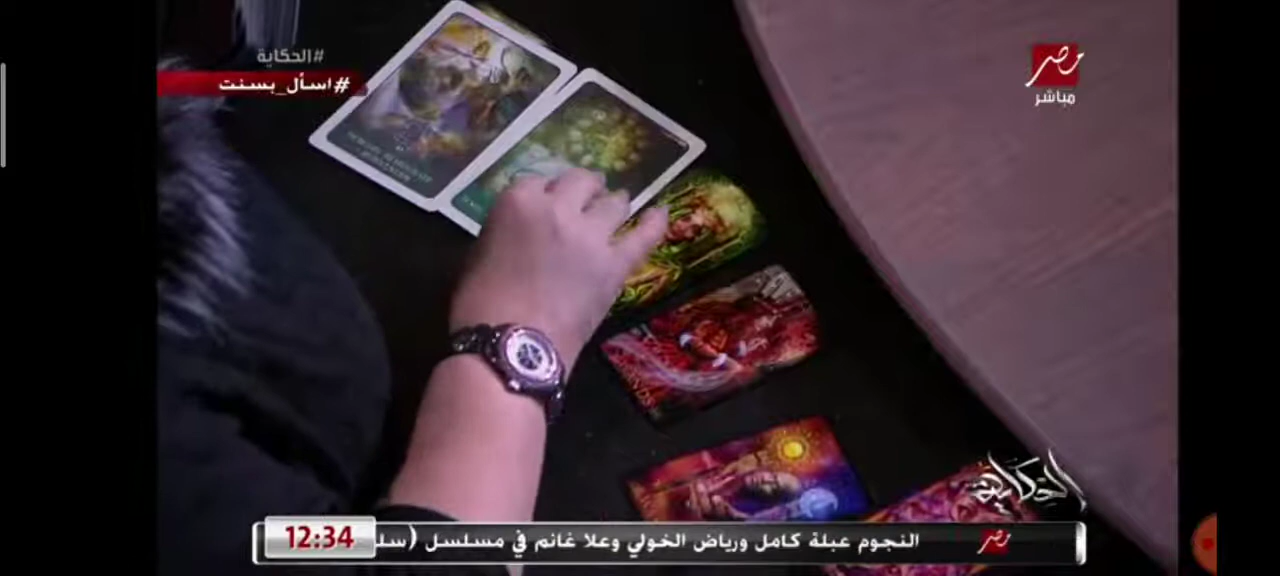 #الحكاية
#اسأل_بسنت
مصر
مباشر
الحكاية
12:34
النجوم عبلة كامل ورياض الخولي وعلا غانم في مسلسل (سل
مصر